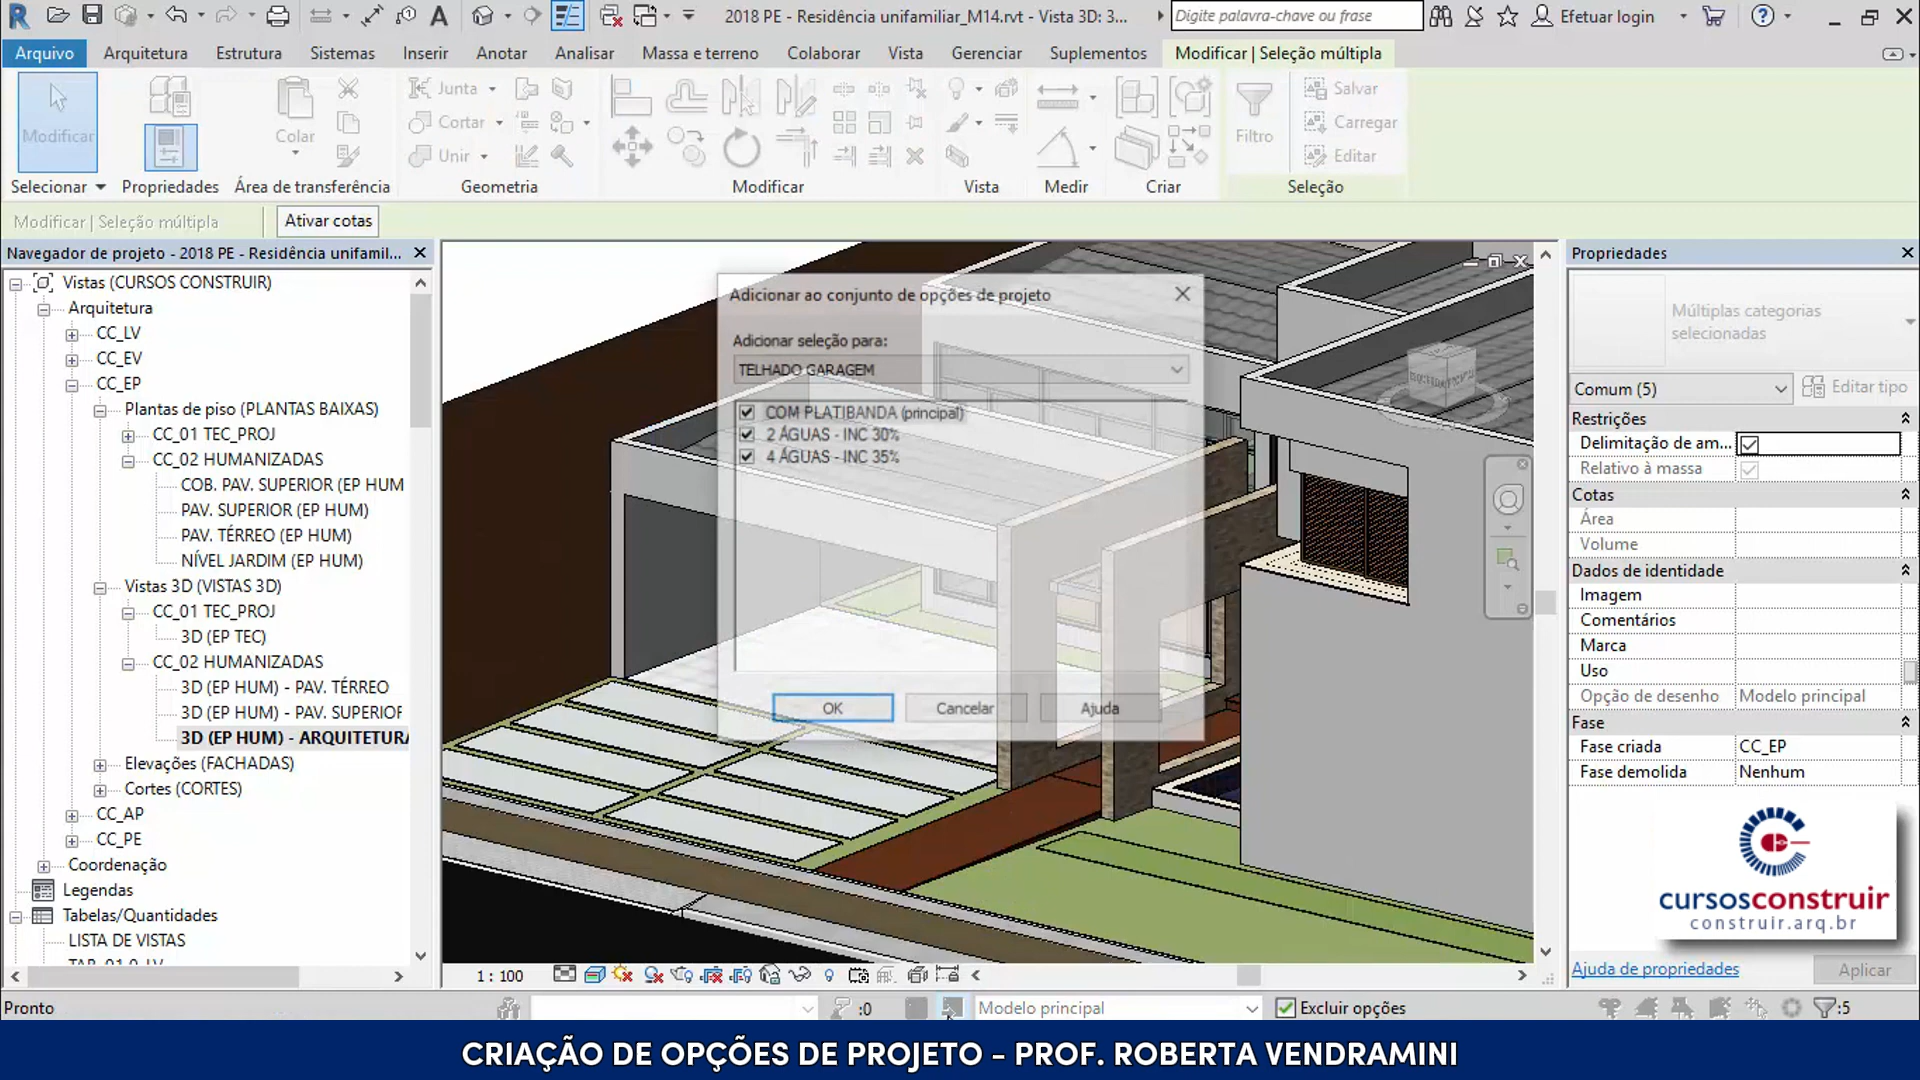 2018 PE - Residência unifamiliar_M14.rvt - Vista 3D: 3...
Digite palavra-chave ou frase
Efetuar login
Arquivo
Arquitetura
Estrutura
Sistemas
Inserir
Anotar
Analisar
Massa e terreno
Colaborar
Vista
Gerenciar
Suplementos
Modificar | Seleção múltipla
Modificar
Colar
Junta
Cortar
Unir
Filtro
Salvar
Carregar
Editar
Selecionar
Propriedades
Área de transferência
Geometria
Modificar
Vista
Medir
Criar
Seleção
Modificar | Seleção múltipla
Ativar cotas
Navegador de projeto - 2018 PE - Residência unifamil...
Vistas (CURSOS CONSTRUIR)
Arquitetura
CC_LV
CC_EV
CC_EP
Plantas de piso (PLANTAS BAIXAS)
CC_01 TEC_PROJ
CC_02 HUMANIZADAS
COB. PAV. SUPERIOR (EP HUM
PAV. SUPERIOR (EP HUM)
PAV. TÉRREO (EP HUM)
NÍVEL JARDIM (EP HUM)
Vistas 3D (VISTAS 3D)
CC_01 TEC_PROJ
3D (EP TEC)
CC_02 HUMANIZADAS
3D (EP HUM) - PAV. TÉRREO
3D (EP HUM) - PAV. SUPERIOR
3D (EP HUM) - ARQUITETURA
Elevações (FACHADAS)
Cortes (CORTES)
CC_AP
CC_PE
Coordenação
Legendas
Tabelas/Quantidades
LISTA DE VISTAS
Adicionar ao conjunto de opções de projeto
Adicionar seleção para:
TELHADO GARAGEM
COM PLATIBANDA (principal)
2 ÁGUAS - INC 30%
4 ÁGUAS - INC 35%
OK
Cancelar
Ajuda
Propriedades
Múltiplas categorias
selecionadas
Comum (5)
Editar tipo
Restrições
Delimitação de am...
Relativo à massa
Cotas
Área
Volume
Dados de identidade
Imagem
Comentários
Marca
Uso
Opção de desenho Modelo principal
Fase
Fase criada CC_EP
Fase demolida Nenhum
cursosconstruir
construir.arq.br
Ajuda de propriedades
Aplicar
1 : 100
Pronto
:0
Modelo principal
Excluir opções
:5
CRIAÇÃO DE OPÇÕES DE PROJETO - PROF. ROBERTA VENDRAMINI